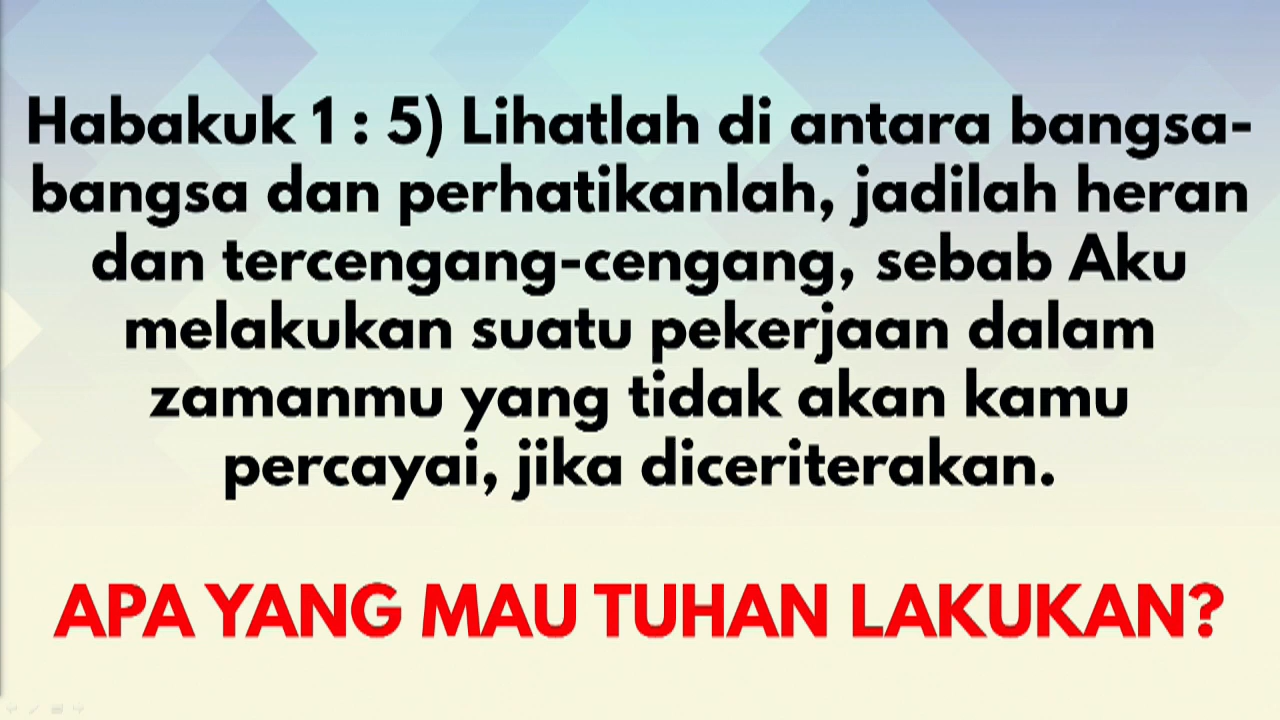 Habakuk 1 : 5) Lihatlah di antara bangsa-
bangsa dan perhatikanlah, jadilah heran
dan tercengang-cengang, sebab Aku
melakukan suatu pekerjaan dalam
zamanmu yang tidak akan kamu
percayai, jika diceriterakan.
APA YANG MAU TUHAN LAKUKAN?